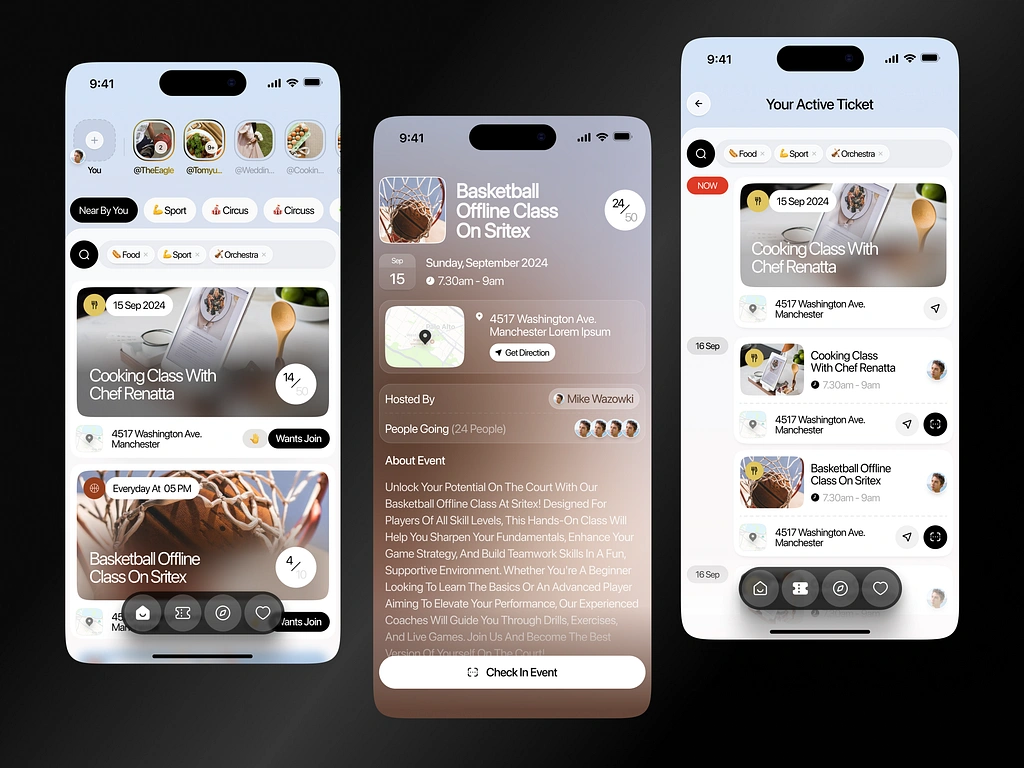 9:41
2
9+
You
@TheEagle
@Tomyu..
@Weddin..
@Cookin..
Near By You
Sport
Circus
Circuss
Food ×
Sport ×
Orchestra ×
15 Sep 2024
Cooking Class With
Chef Renatta
14/50
4517 Washington Ave.
Manchester
Wants Join
Everyday At 05 PM
Basketball Offline
Class On Sritex
4/10
Wants Join
9:41
Basketball
Offline Class
On Sritex
24/50
Sep
15
Sunday, September 2024
7.30am - 9am
Palo Alto
4517 Washington Ave.
Manchester Lorem Ipsum
Get Direction
Hosted By
Mike Wazowki
People Going (24 People)
About Event
Unlock Your Potential On The Court With Our
Basketball Offline Class At Sritex! Designed For
Players Of All Skill Levels, This Hands-On Class Will
Help You Sharpen Your Fundamentals, Enhance Your
Game Strategy, And Build Teamwork Skills In A Fun,
Supportive Environment. Whether You're A Beginner
Looking To Learn The Basics Or An Advanced Player
Aiming To Elevate Your Performance, Our Experienced
Coaches Will Guide You Through Drills, Exercises,
And Live Games. Join Us And Become The Best
Version Of Yourself On The Court!
Check In Event
9:41
Your Active Ticket
Food ×
Sport ×
Orchestra ×
NOW
15 Sep 2024
Cooking Class With
Chef Renatta
4517 Washington Ave.
Manchester
16 Sep
Cooking Class
With Chef Renatta
7.30am - 9am
4517 Washington Ave.
Manchester
Basketball Offline
Class On Sritex
7.30am - 9am
4517 Washington Ave.
Manchester
16 Sep